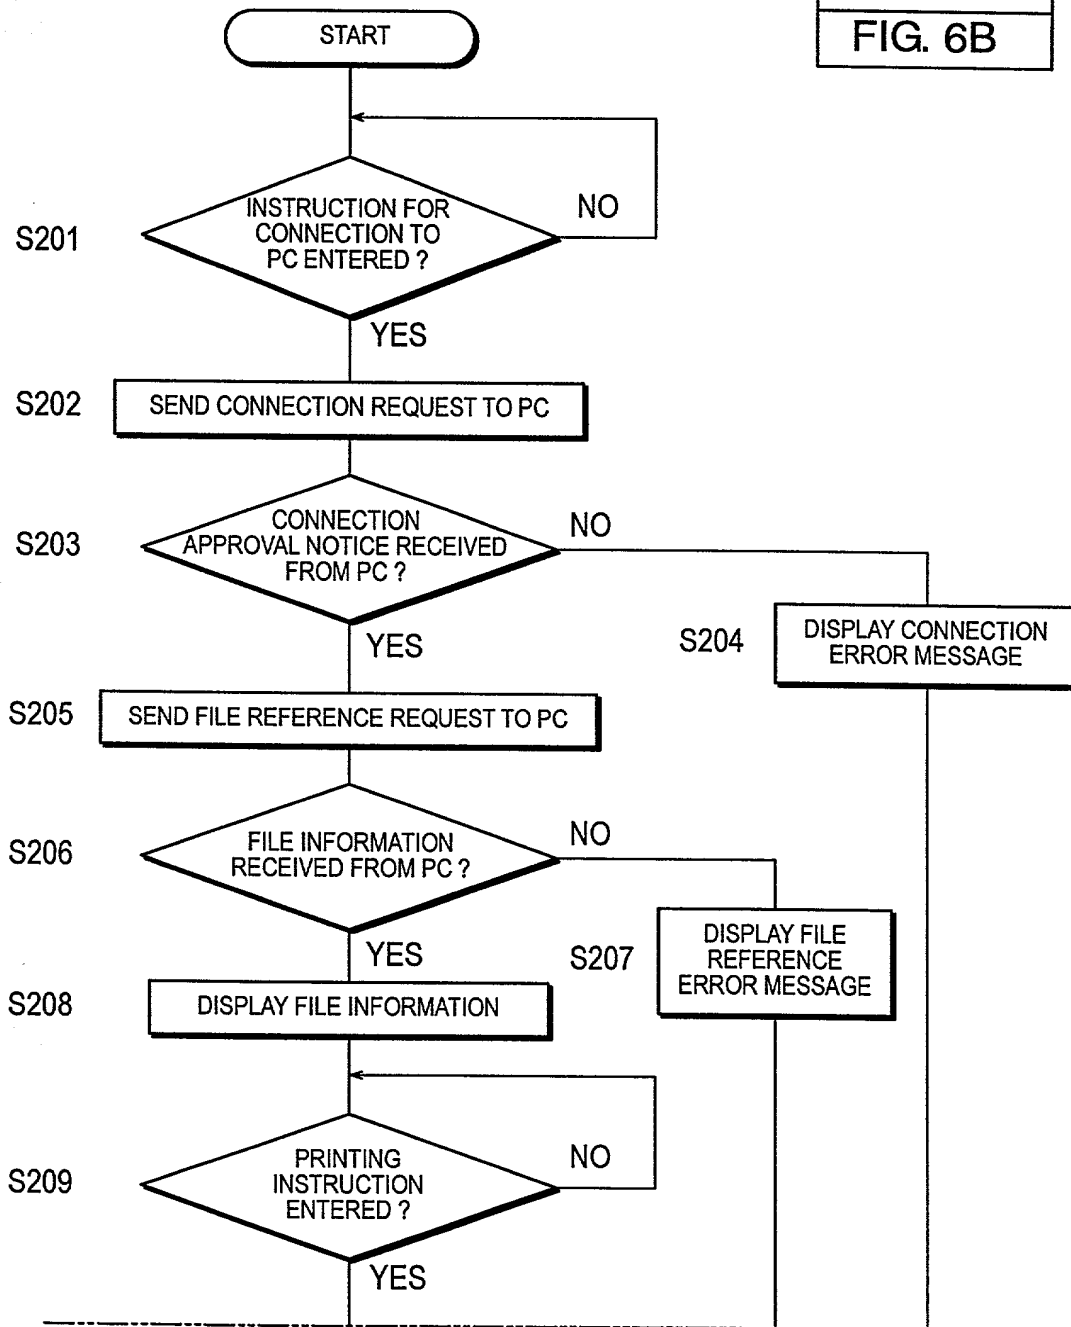 START
FIG. 6B
S201
INSTRUCTION FOR
CONNECTION TO
PC ENTERED ?
NO
YES
S202
SEND CONNECTION REQUEST TO PC
S203
CONNECTION
APPROVAL NOTICE RECEIVED
FROM PC ?
NO
YES
S204
DISPLAY CONNECTION
ERROR MESSAGE
S205
SEND FILE REFERENCE REQUEST TO PC
S206
FILE INFORMATION
RECEIVED FROM PC ?
NO
YES
S207
DISPLAY FILE
REFERENCE
ERROR MESSAGE
S208
DISPLAY FILE INFORMATION
S209
PRINTING
INSTRUCTION
ENTERED ?
NO
YES